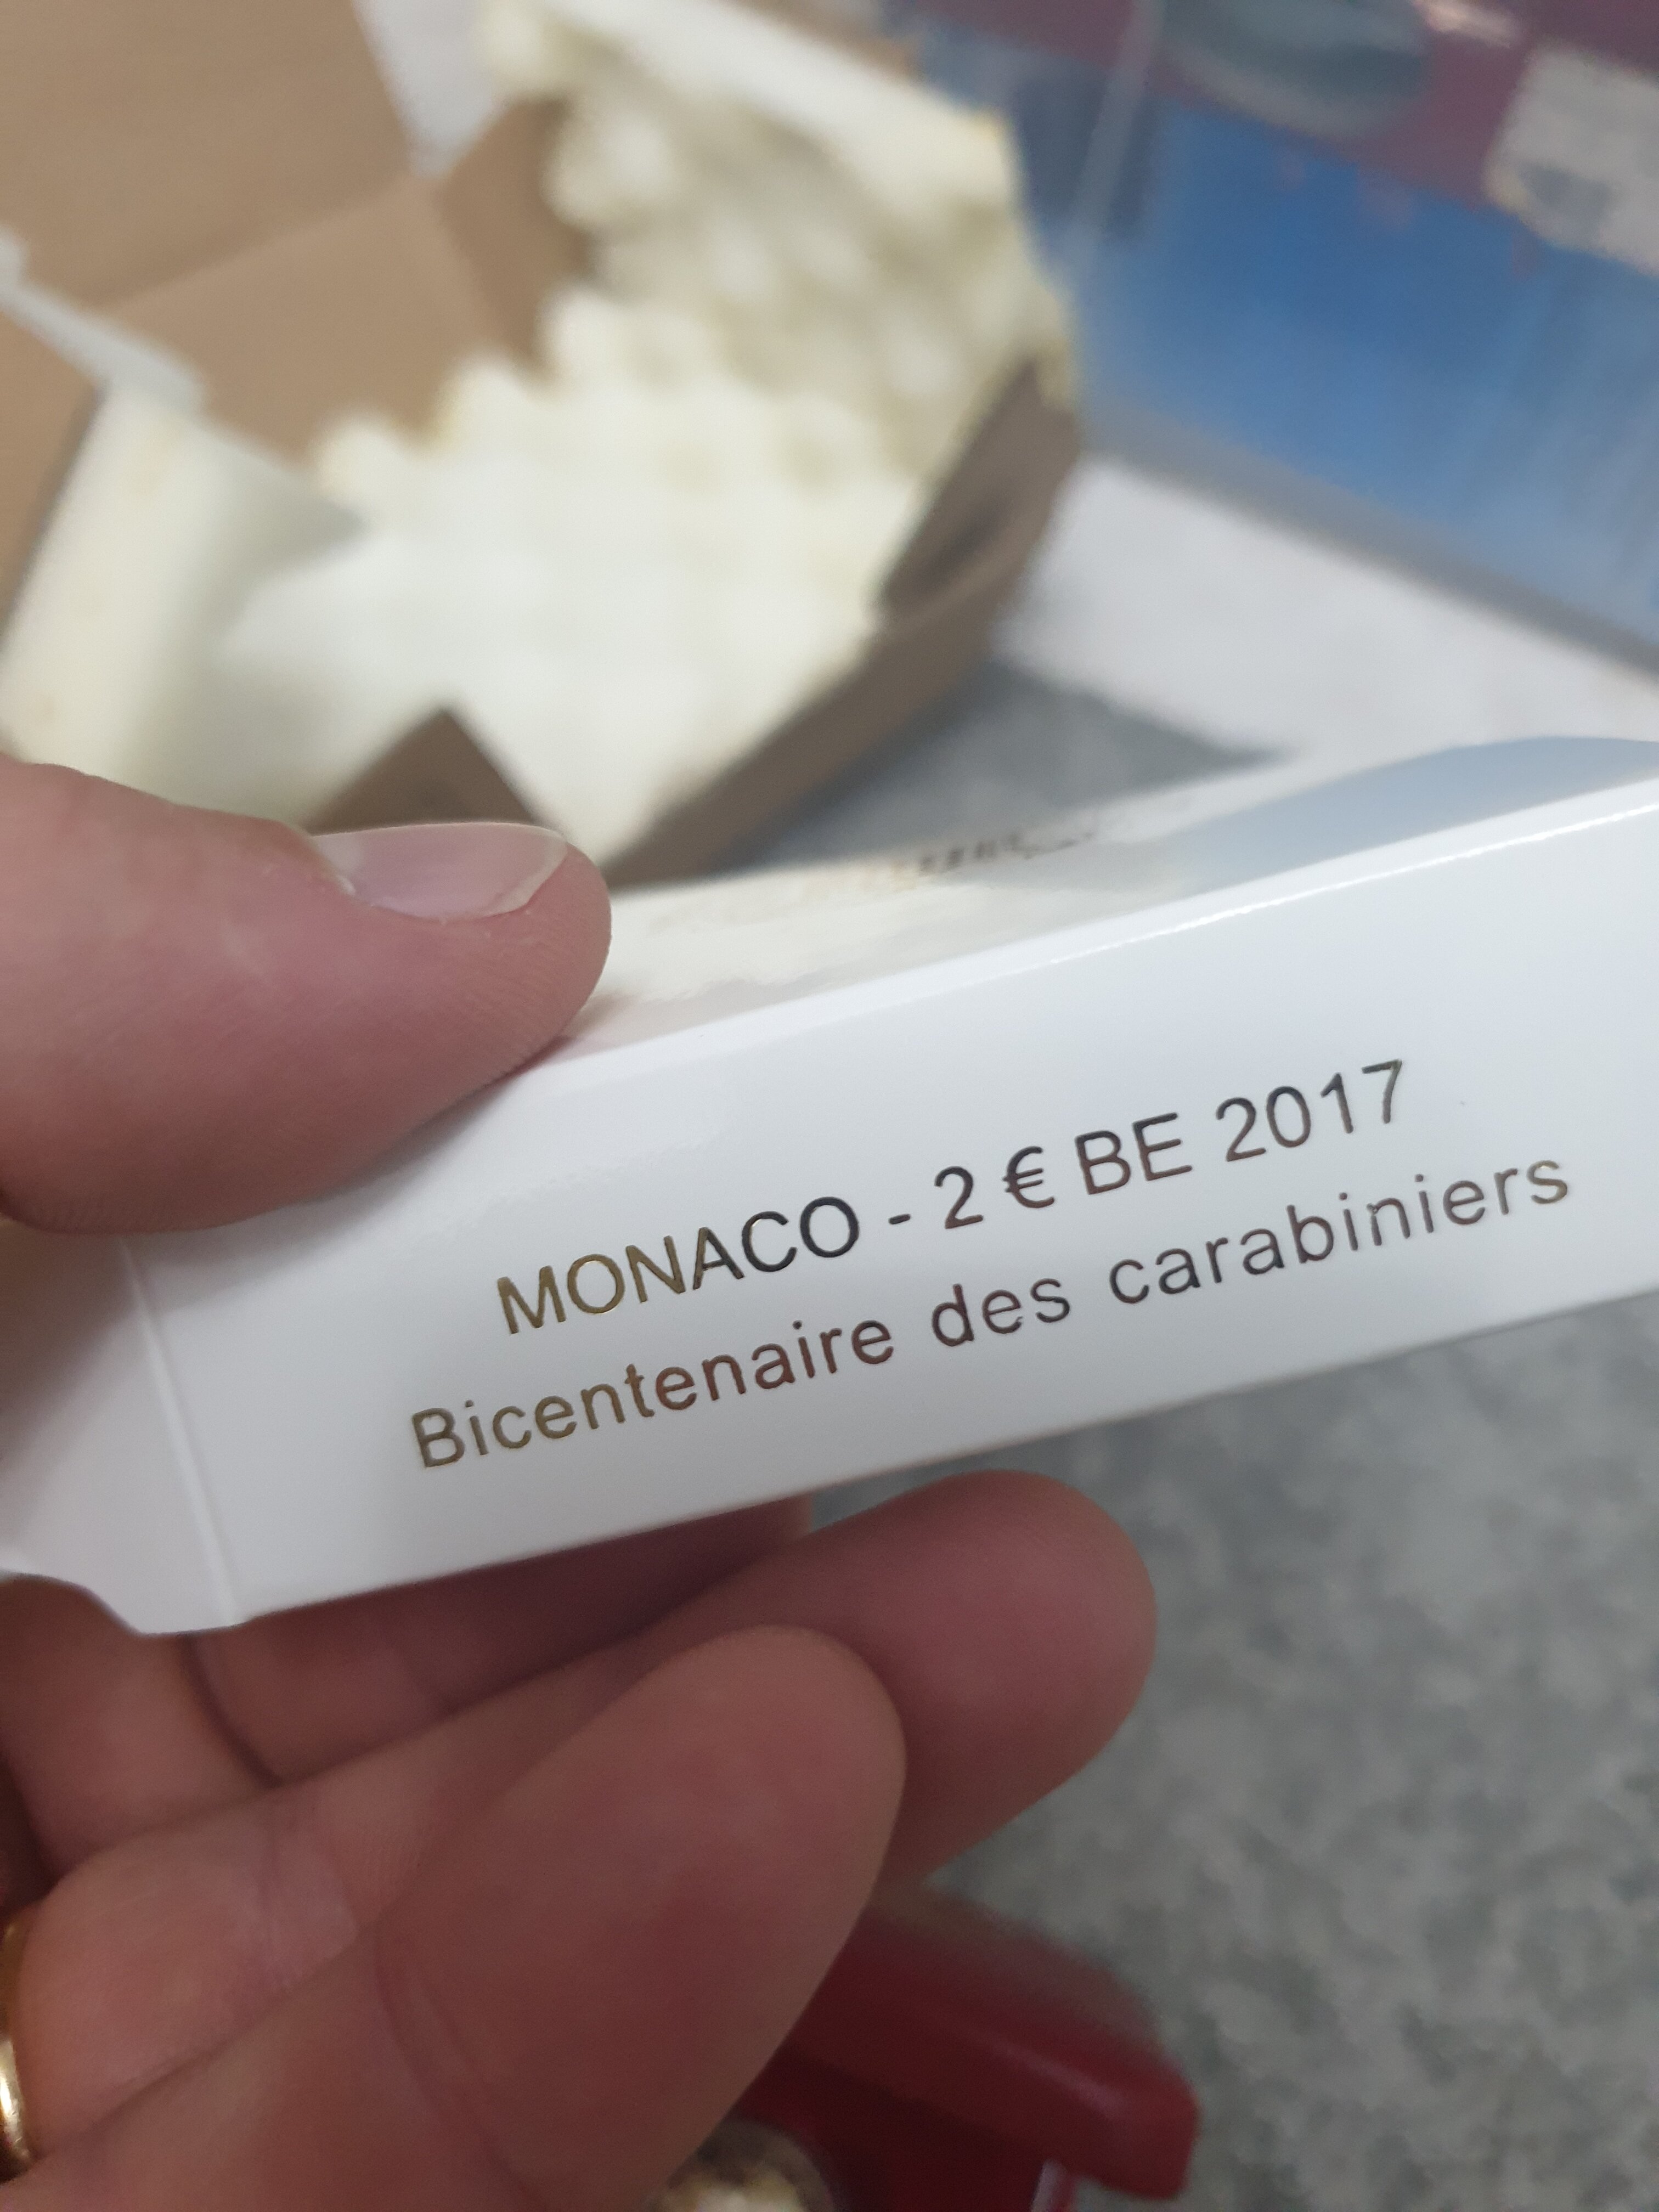 MONACO - 2 € BE 2017
Bicentenaire des carabiniers